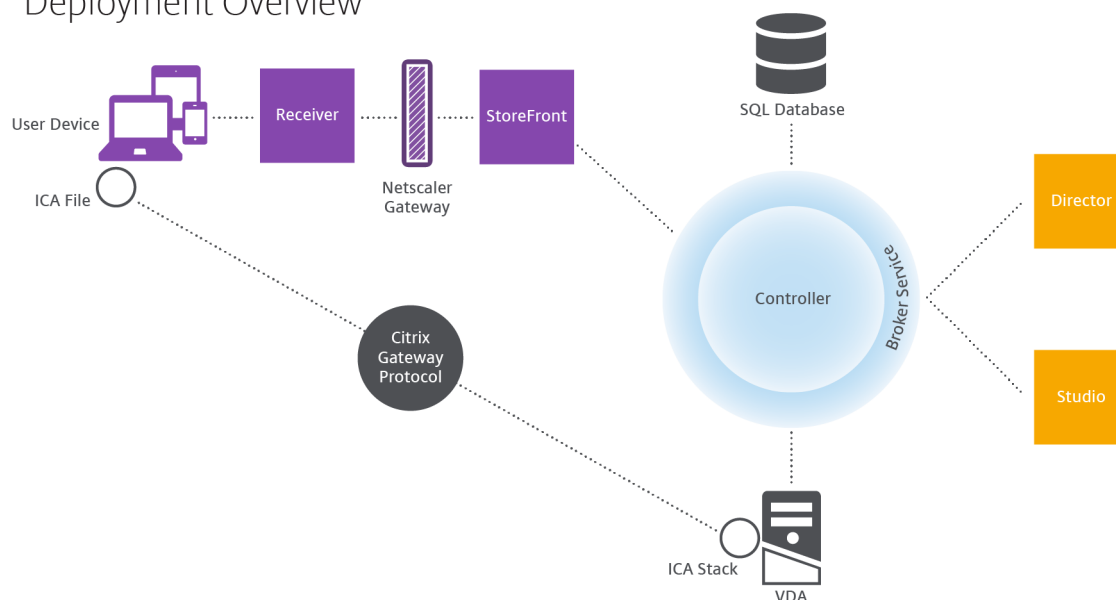 Deployment Overview
SQL Database
User Device
Receiver
StoreFront
Netscaler
Gateway
ICA File
Director
Controller
Broker Service
Citrix
Gateway
Protocol
Studio
ICA Stack
VDA